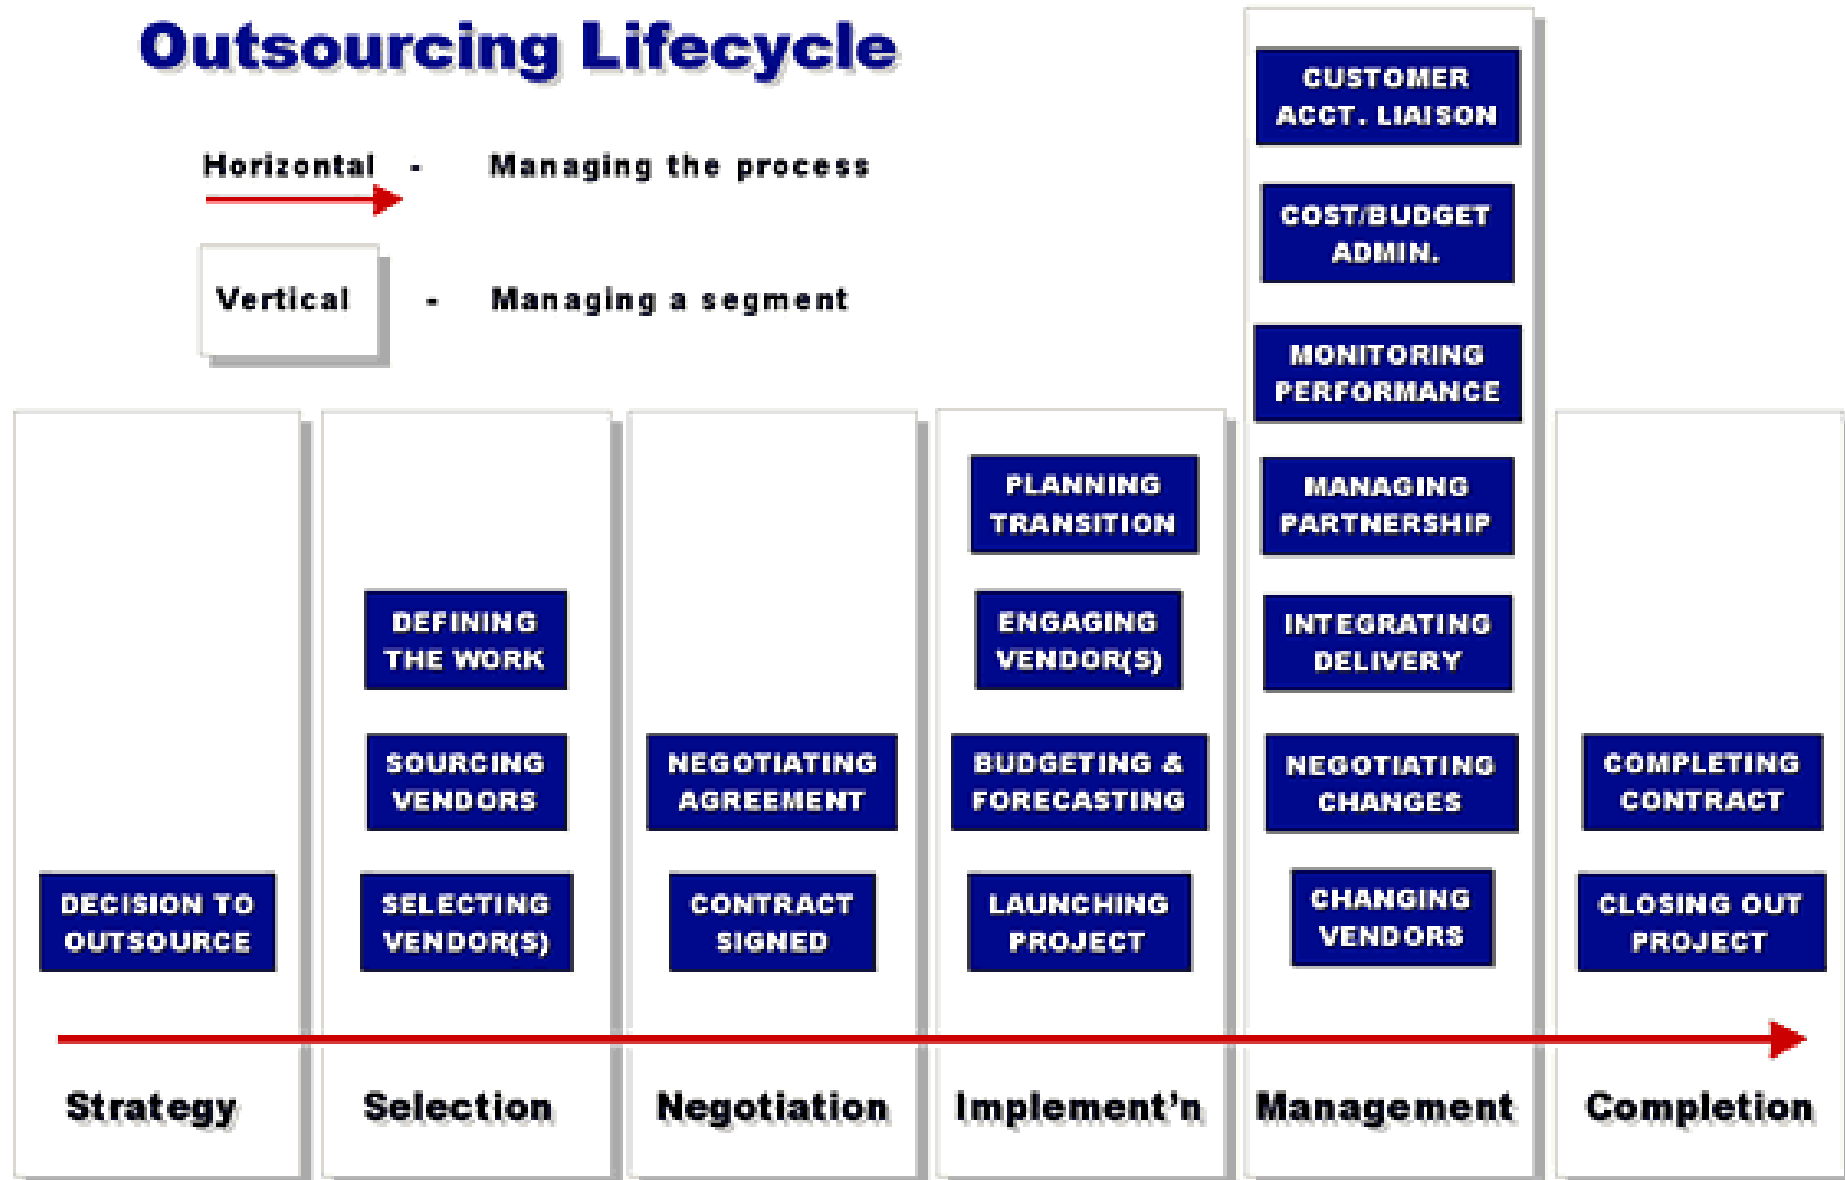 Outsourcing Lifecycle
Horizontal - Managing the process
Vertical - Managing a segment
DECISION TO
OUTSOURCE
Strategy
DEFINING
THE WORK
SOURCING
VENDORS
SELECTING
VENDOR(S)
Selection
NEGOTIATING
AGREEMENT
CONTRACT
SIGNED
Negotiation
PLANNING
TRANSITION
ENGAGING
VENDOR(S)
BUDGETING &
FORECASTING
LAUNCHING
PROJECT
Implement'n
CUSTOMER
ACCT. LIAISON
COST/BUDGET
ADMIN.
MONITORING
PERFORMANCE
MANAGING
PARTNERSHIP
INTEGRATING
DELIVERY
NEGOTIATING
CHANGES
CHANGING
VENDORS
Management
COMPLETING
CONTRACT
CLOSING OUT
PROJECT
Completion